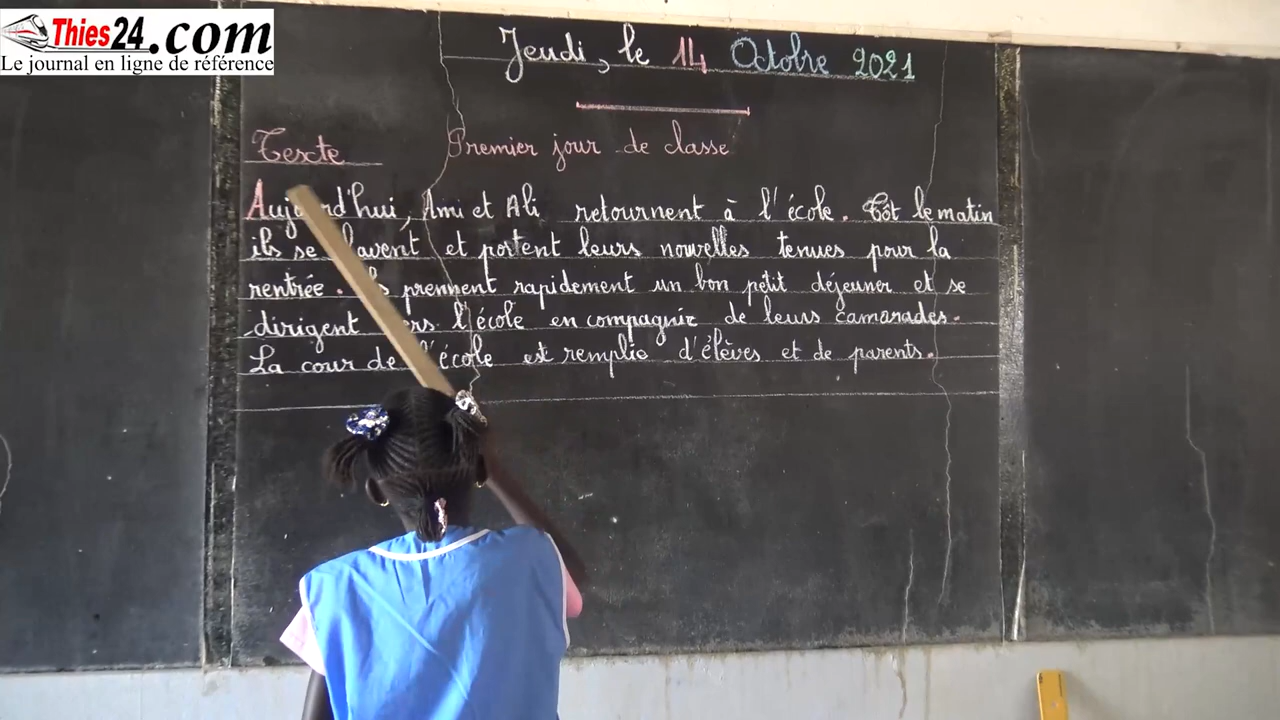 Thies24.com
Le journal en ligne de référence
Jeudi, le 14 Octobre 2021
Texte Premier jour de classe
Aujourd'hui, Ami et Ali retournent à l'école. Tôt le matin
ils se lavent et portent leurs nouvelles tenues pour la
rentrée. prennent rapidement un bon petit déjeuner et se
dirigent l'école en compagnie de leurs camarades.
La cour de l'école est remplie d'élèves et de parents.